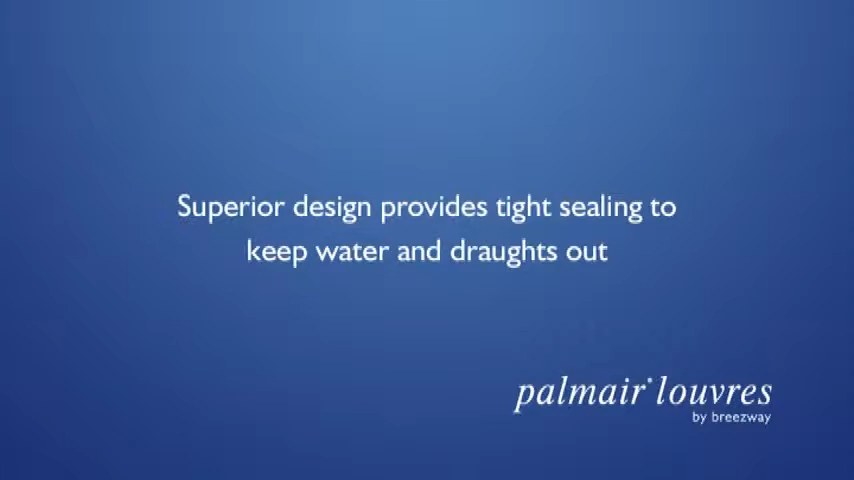 Superior design provides tight sealing to
keep water and draughts out
palmair® louvres
by breezway